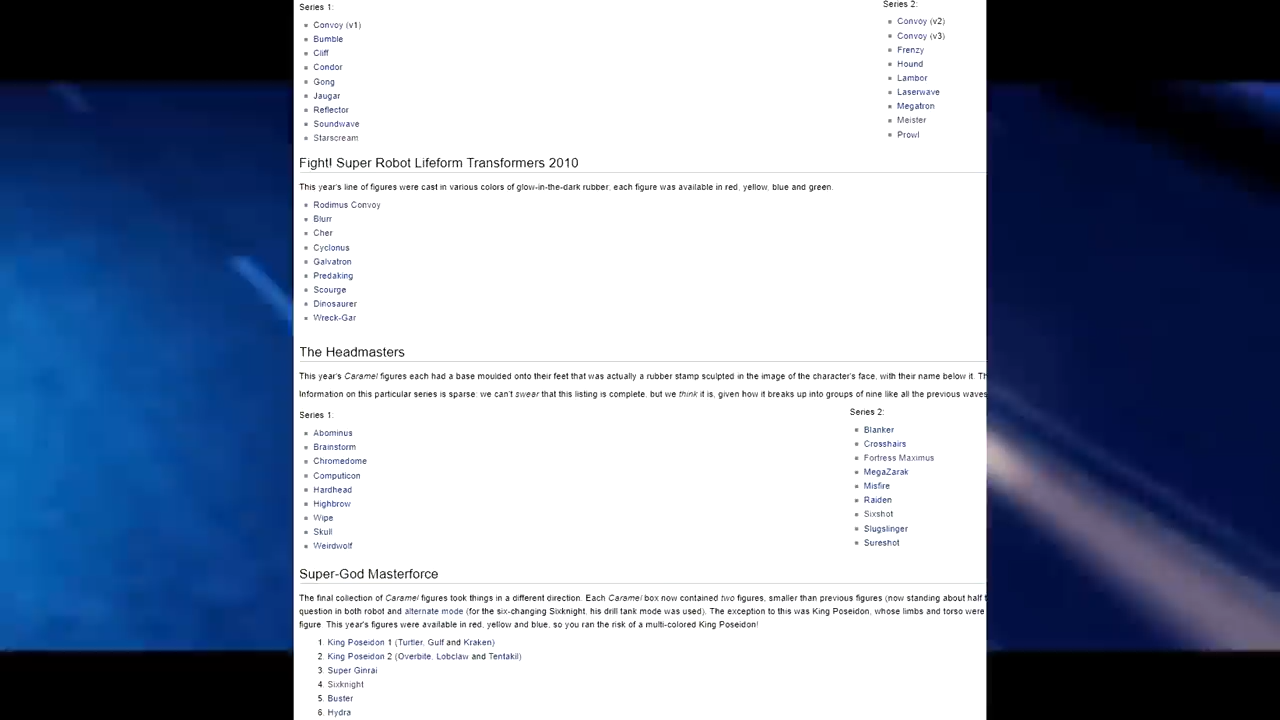 Series 1:
Convoy (v1)
Bumble
Cliff
Condor
Gong
Jaugar
Reflector
Soundwave
Starscream
Series 2:
Convoy (v2)
Convoy (v3)
Frenzy
Hound
Lambor
Laserwave
Megatron
Meister
Prowl
Fight! Super Robot Lifeform Transformers 2010
This year's line of figures were cast in various colors of glow-in-the-dark rubber, each figure was available in red, yellow, blue and green.
Rodimus Convoy
Blurr
Cher
Cyclonus
Galvatron
Predaking
Scourge
Dinosaurer
Wreck-Gar
The Headmasters
This year's Caramel figures each had a base moulded onto their feet that was actually a rubber stamp sculpted in the image of the character's face, with their name below it. Th
Information on this particular series is sparse: we can't swear that this listing is complete, but we think it is, given how it breaks up into groups of nine like all the previous waves
Series 1:
Abominus
Brainstorm
Chromedome
Computicon
Hardhead
Highbrow
Wipe
Skull
Weirdwolf
Series 2:
Blanker
Crosshairs
Fortress Maximus
MegaZarak
Misfire
Raiden
Sixshot
Slugslinger
Sureshot
Super-God Masterforce
The final collection of Caramel figures took things in a different direction. Each Caramel box now contained two figures, smaller than previous figures (now standing about half t
question in both robot and alternate mode (for the six-changing Sixknight, his drill tank mode was used). The exception to this was King Poseidon, whose limbs and torso were
figure. This year's figures were available in red, yellow and blue, so you ran the risk of a multi-colored King Poseidon!
1. King Poseidon 1 (Turtler, Gulf and Kraken)
2. King Poseidon 2 (Overbite, Lobclaw and Tentakil)
3. Super Ginrai
4. Sixknight
5. Buster
6. Hydra